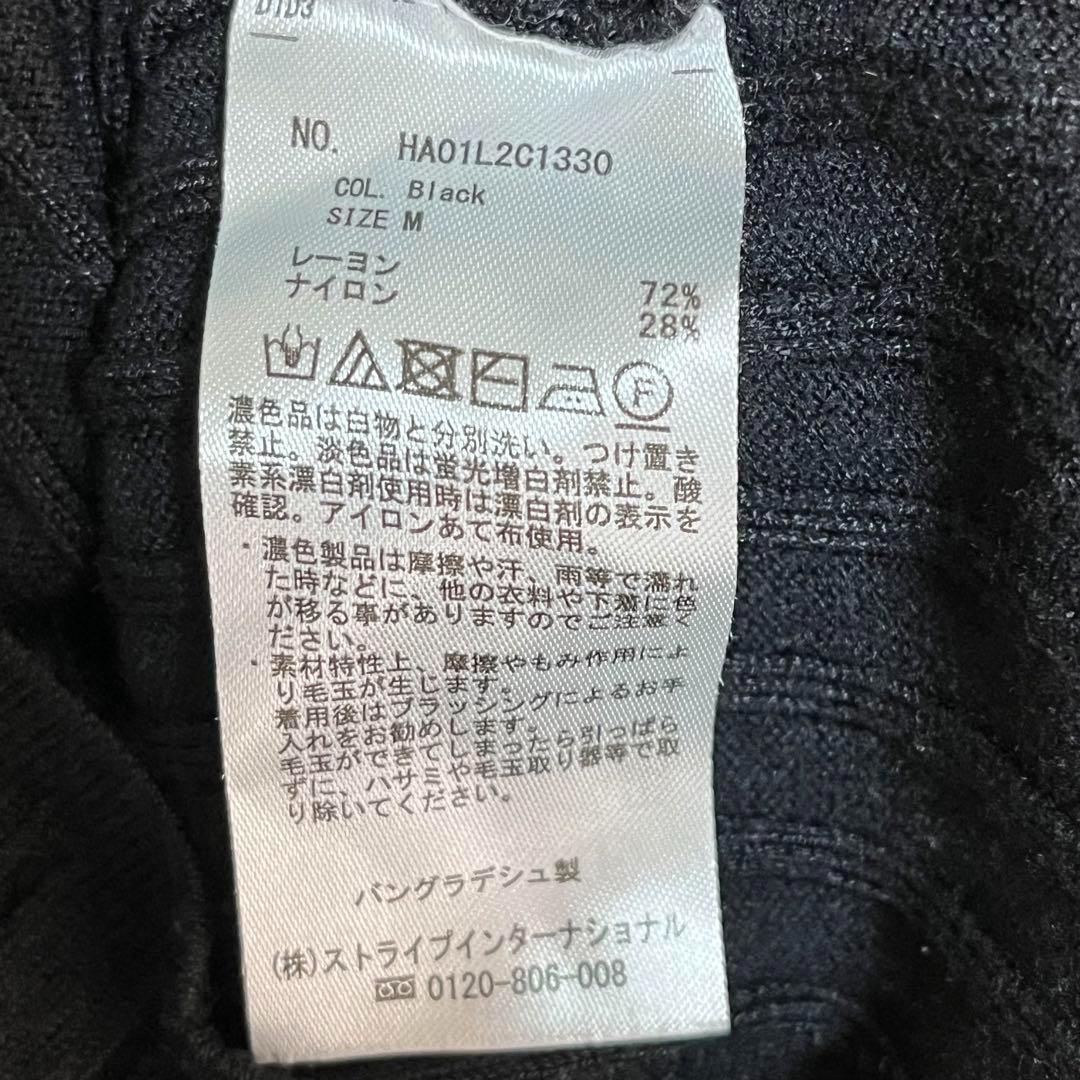 NO. HA01L2C1330
COL. Black
SIZE M
レーヨン 72%
ナイロン 28%
F
濃色品は白物と分別洗い。つけ置き
禁止。淡色品は蛍光増白剤禁止。酸
素系漂白剤使用時は漂白剤の表示を
確認。アイロンあて布使用。
・濃色製品は摩擦や汗、雨等で濡れ
た時などに、他の衣料や下着に色
が移る事がありますのでご注意く
ださい。
・素材特性上、摩擦やもみ作用によ
り毛玉が生じます。
着用後はブラッシングによるお手
入れをお勧めします。
毛玉ができてしまったら引っぱら
ずに、ハサミや毛玉取り器等で取
り除いてください。
バングラデシュ製
(株)ストライプインターナショナル
0120-806-008